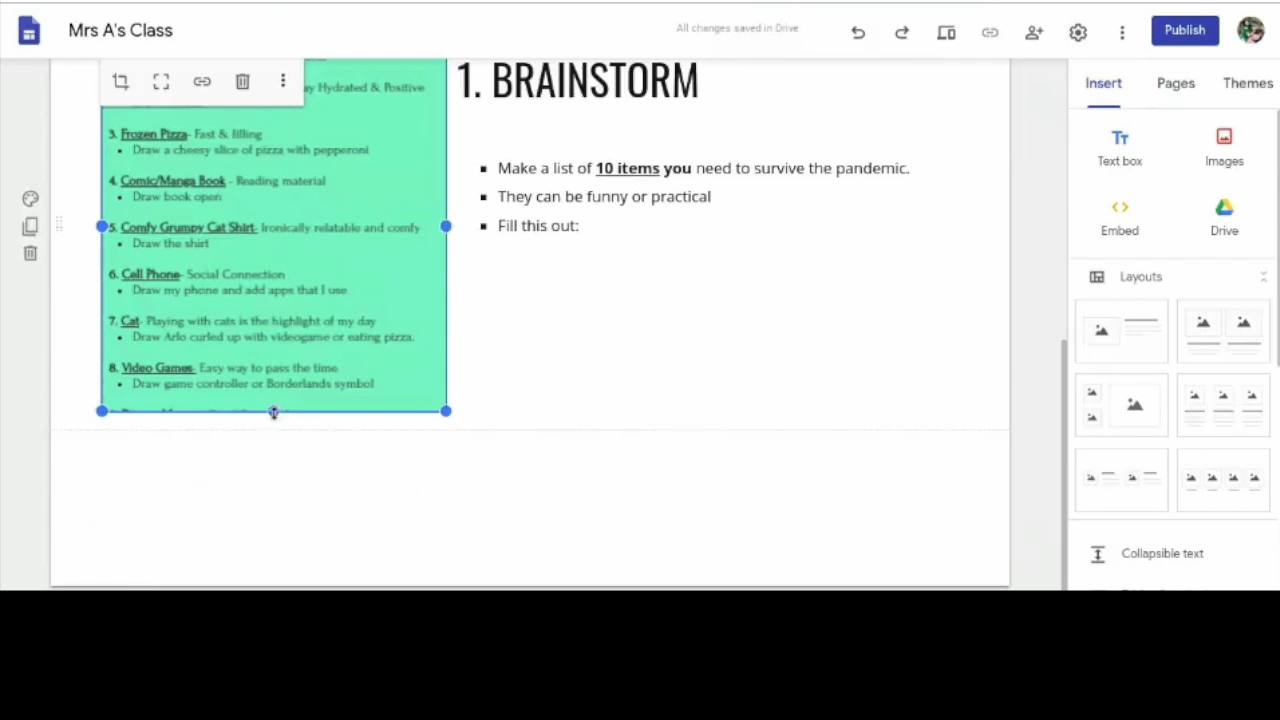 Mrs A's Class
All changes saved in Drive
Publish
Insert
Pages
Themes
ay Hydrated & Positive
3. Frozen Pizza- Fast & filling
• Draw a cheesy slice of pizza with pepperoni
4. Comic/Manga Book - Reading material
• Draw book open
5. Comfy Grumpy Cat Shirt- Ironically relatable and comfy
• Draw the shirt
6. Cell Phone- Social Connection
• Draw my phone and add apps that I use
7. Cat- Playing with cats is the highlight of my day
• Draw Arlo curled up with videogame or eating pizza.
8. Video Games- Easy way to pass the time
• Draw game controller or Borderlands symbol
1. BRAINSTORM
▪ Make a list of 10 items you need to survive the pandemic.
▪ They can be funny or practical
▪ Fill this out:
Text box
Images
Embed
Drive
Layouts
Collapsible text